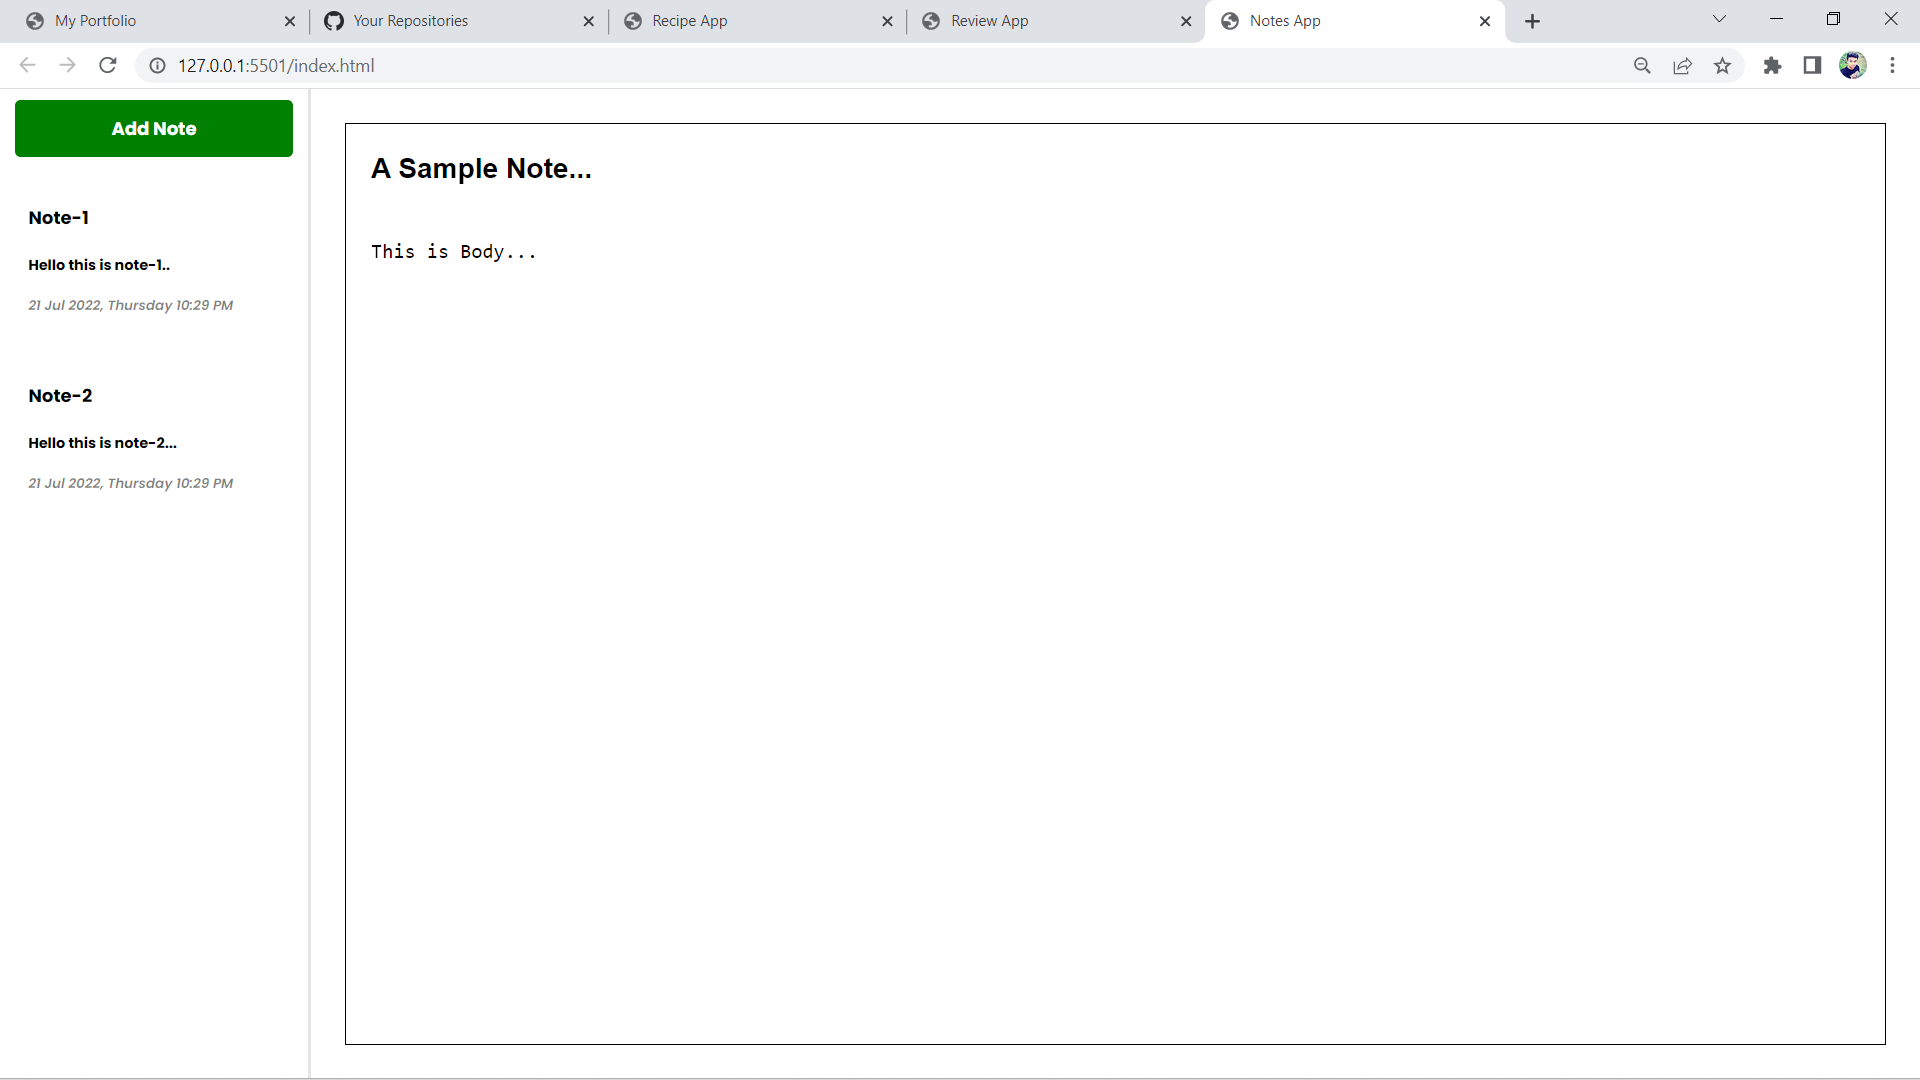 My Portfolio
Your Repositories
Recipe App
Review App
Notes App
127.0.0.1:5501/index.html
Add Note
Note-1
Hello this is note-1..
21 Jul 2022, Thursday 10:29 PM
Note-2
Hello this is note-2...
21 Jul 2022, Thursday 10:29 PM
A Sample Note...
This is Body...